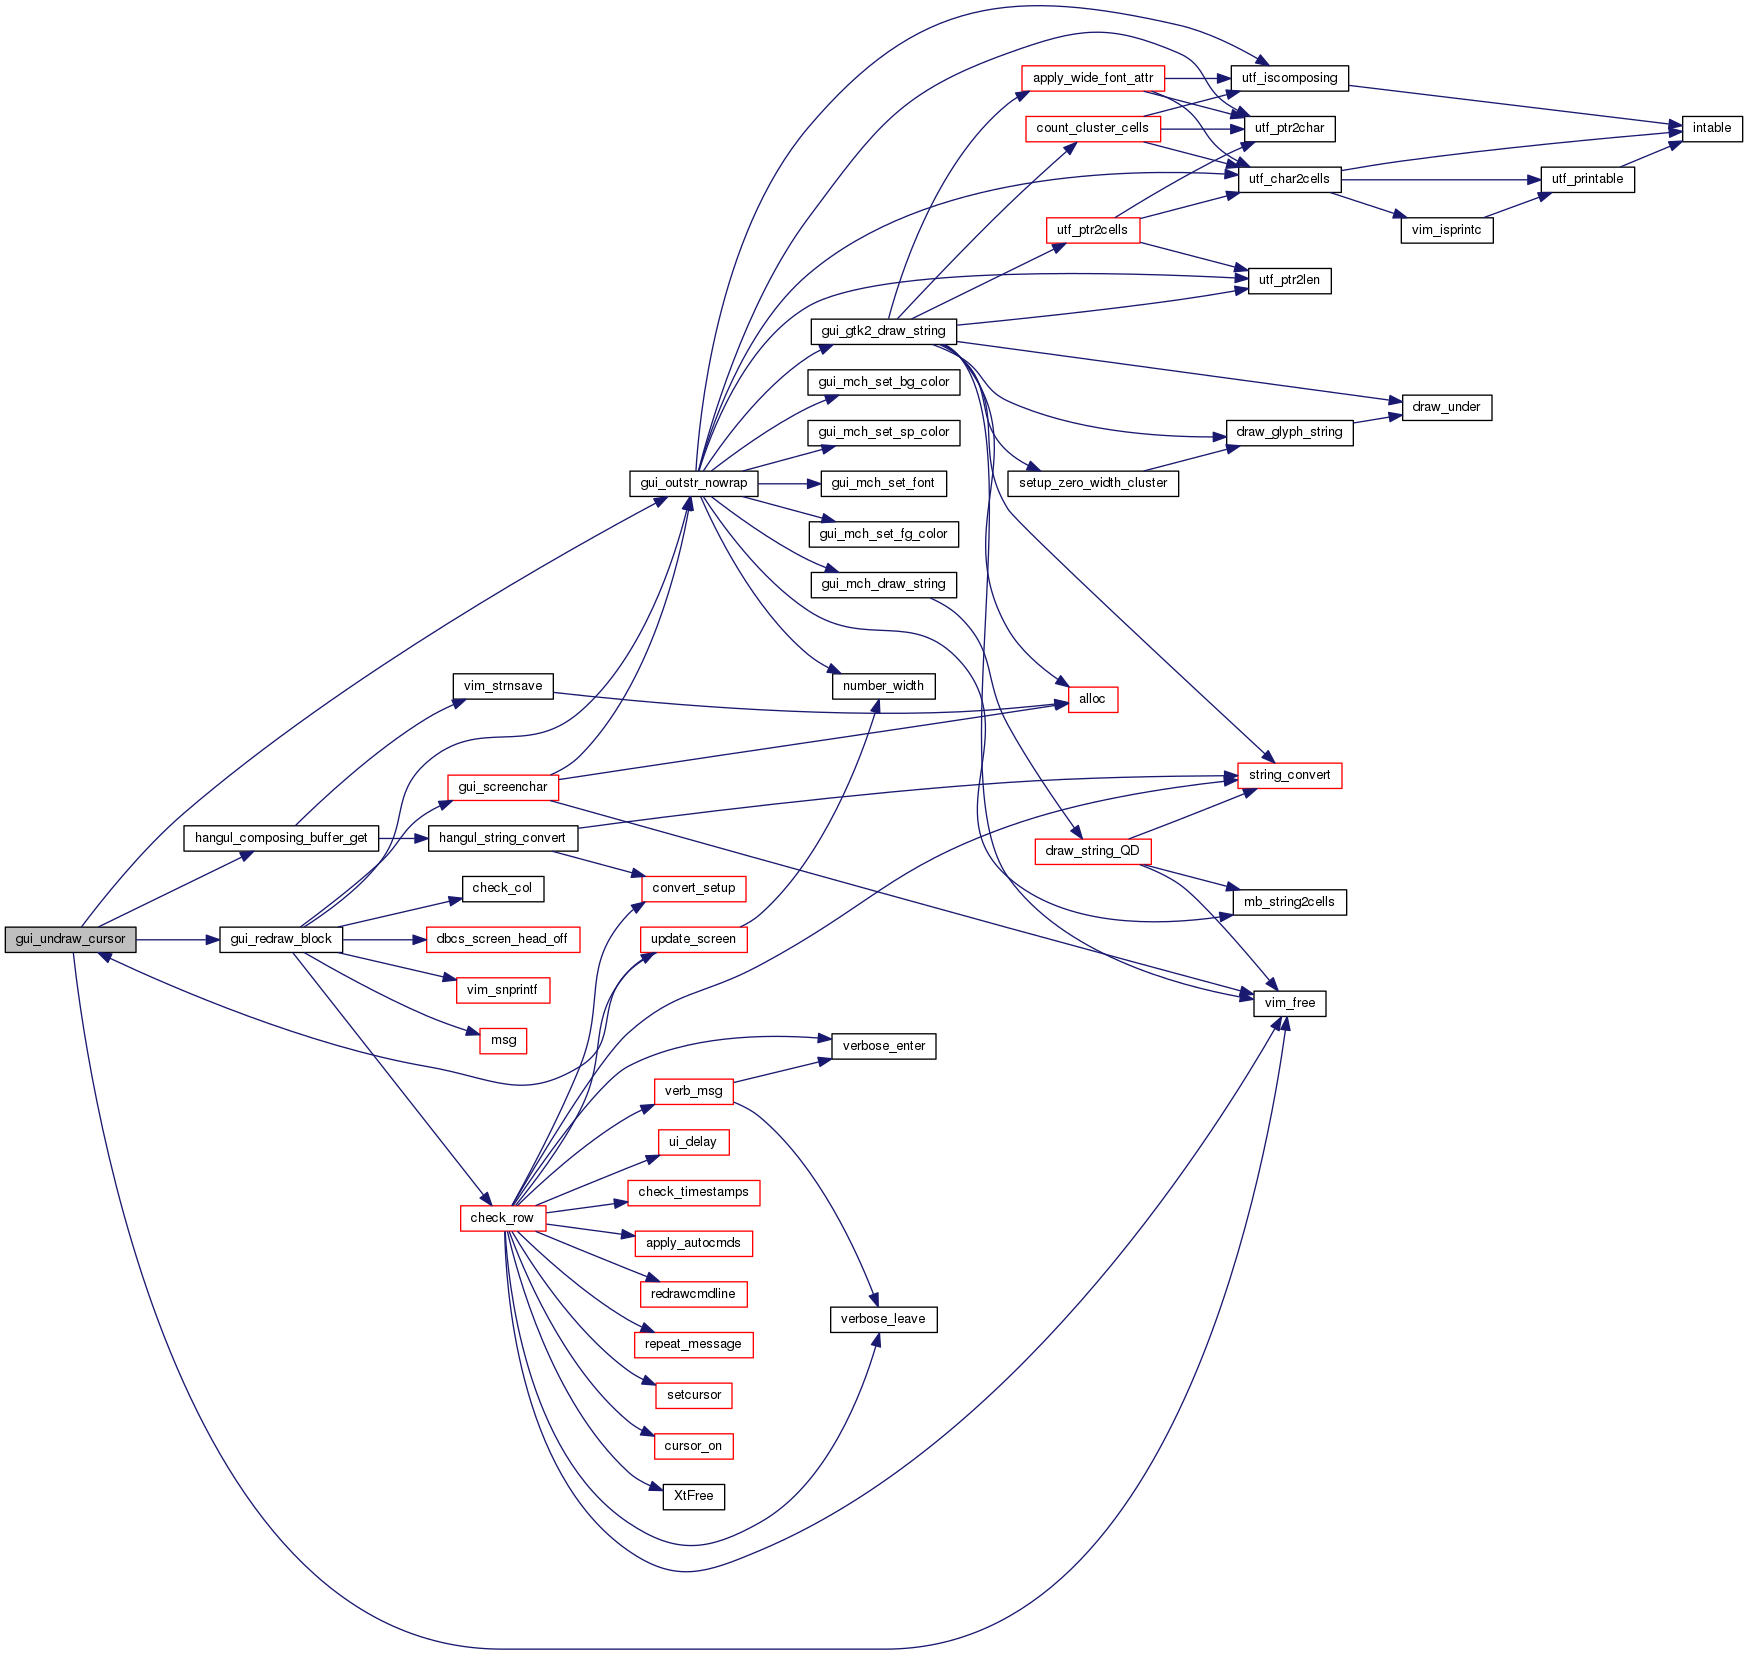 utf_iscomposing
apply_wide_font_attr
count_cluster_cells
utf_ptr2char
intable
utf_char2cells
utf_printable
utf_ptr2cells
vim_isprintc
utf_ptr2len
gui_gtk2_draw_string
gui_mch_set_bg_color
draw_under
gui_mch_set_sp_color
draw_glyph_string
gui_outstr_nowrap
gui_mch_set_font
setup_zero_width_cluster
gui_mch_set_fg_color
gui_mch_draw_string
vim_strnsave
number_width
alloc
gui_screenchar
string_convert
hangul_composing_buffer_get
hangul_string_convert
draw_string_QD
check_col
convert_setup
mb_string2cells
gui_undraw_cursor
gui_redraw_block
dbcs_screen_head_off
update_screen
vim_snprintf
vim_free
msg
verbose_enter
verb_msg
ui_delay
check_timestamps
check_row
apply_autocmds
redrawcmdline
verbose_leave
repeat_message
setcursor
cursor_on
XtFree